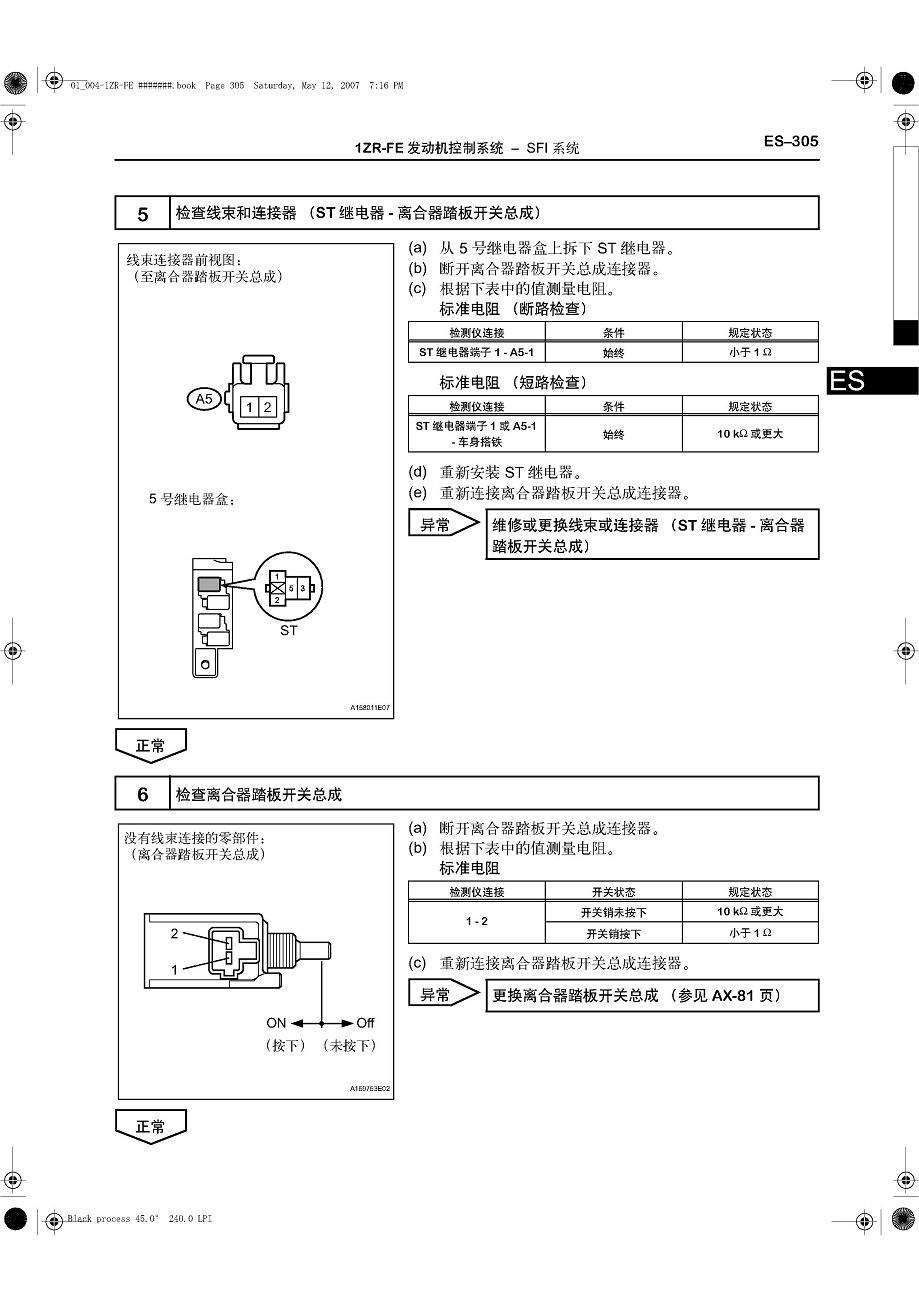 01_004-1ZR-FE #######.book Page 305 Saturday, May 12, 2007 7:16 PM
1ZR-FE 发动机控制系统 – SFI 系统
ES–305
5
检查线束和连接器 （ST 继电器 - 离合器踏板开关总成）
线束连接器前视图：
（至离合器踏板开关总成）
A5
1 2
5 号继电器盒：
1
5 3
2
ST
A158011E07
(a) 从 5 号继电器盒上拆下 ST 继电器。
(b) 断开离合器踏板开关总成连接器。
(c) 根据下表中的值测量电阻。
标准电阻 （断路检查）
检测仪连接 条件 规定状态
ST 继电器端子 1 - A5-1 始终 小于 1 Ω
标准电阻 （短路检查）
检测仪连接 条件 规定状态
ST 继电器端子 1 或 A5-1
- 车身搭铁
始终 10 kΩ 或更大
(d) 重新安装 ST 继电器。
(e) 重新连接离合器踏板开关总成连接器。
异常
维修或更换线束或连接器 （ST 继电器 - 离合器
踏板开关总成）
ES
正常
6
检查离合器踏板开关总成
没有线束连接的零部件：
（离合器踏板开关总成）
2
1
ON Off
（按下） （未按下）
A159753E02
(a) 断开离合器踏板开关总成连接器。
(b) 根据下表中的值测量电阻。
标准电阻
检测仪连接 开关状态 规定状态
1 - 2
开关销未按下 10 kΩ 或更大
开关销按下 小于 1 Ω
(c) 重新连接离合器踏板开关总成连接器。
异常
更换离合器踏板开关总成 （参见 AX-81 页）
正常
Black process 45.0° 240.0 LPI